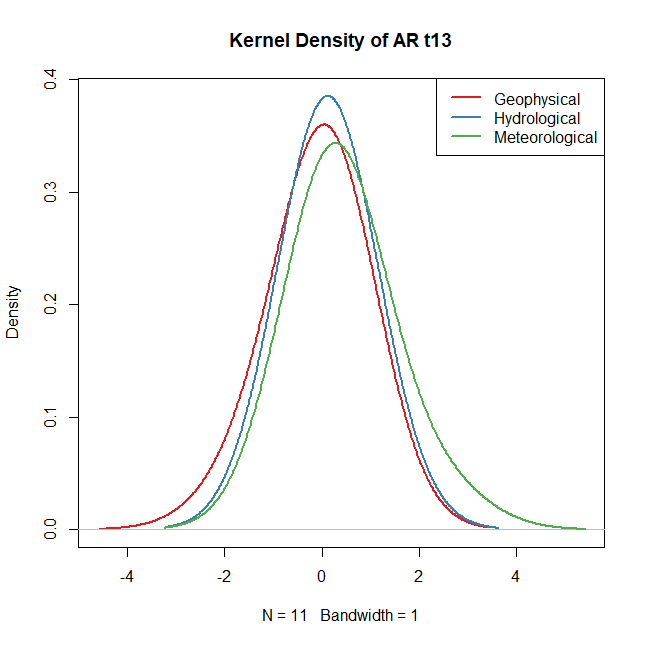 Kernel Density of AR t13
Geophysical
Hydrological
Meteorological
Density
0.4
0.3
0.2
0.1
0.0
-4 -2 0 2 4
N = 11 Bandwidth = 1